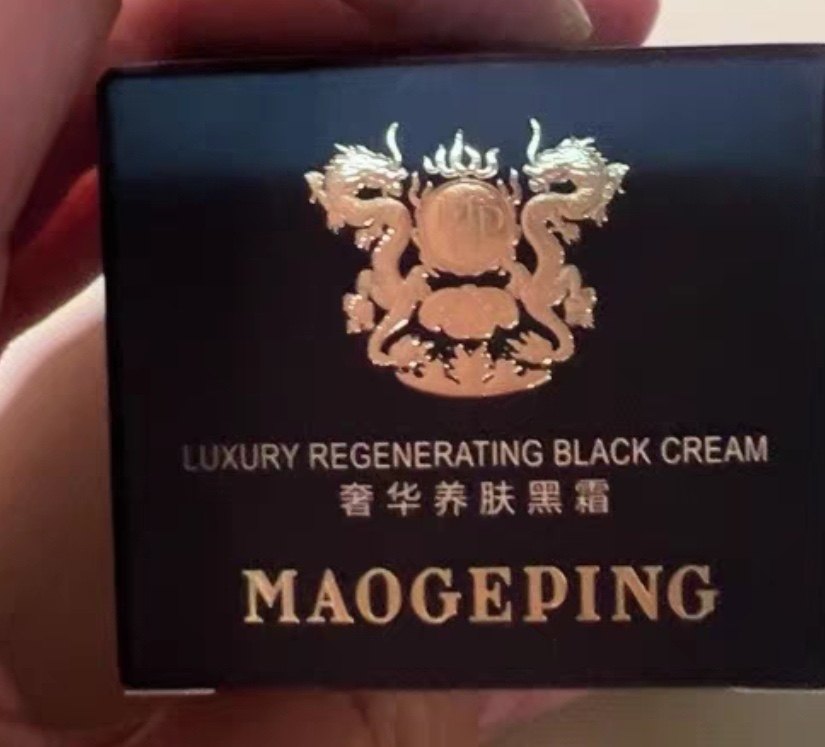 LUXURY REGENERATING BLACK CREAM
奢华养肤黑霜
MAOGEPING